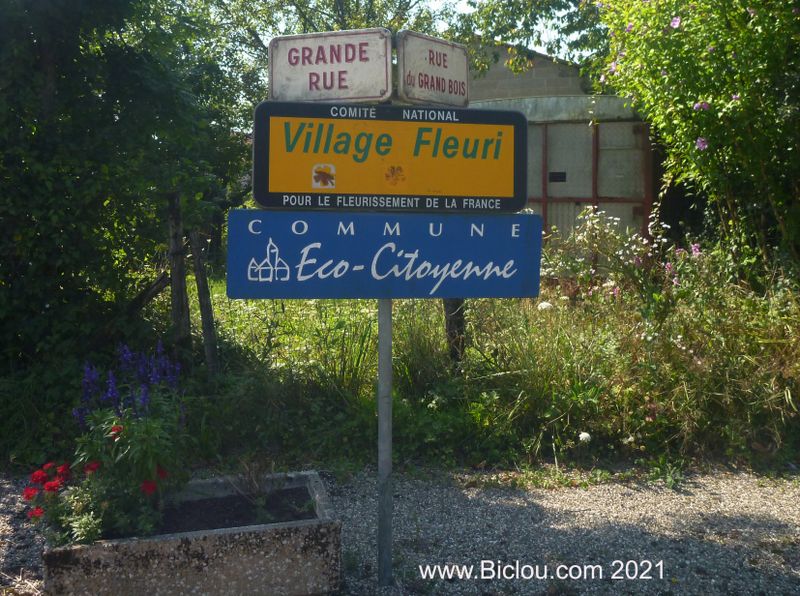 GRANDE
RUE
RUE
du GRAND BOIS
COMITÉ NATIONAL
Village Fleuri
POUR LE FLEURISSEMENT DE LA FRANCE
COMMUNE
Eco-Citoyenne
www.Biclou.com 2021